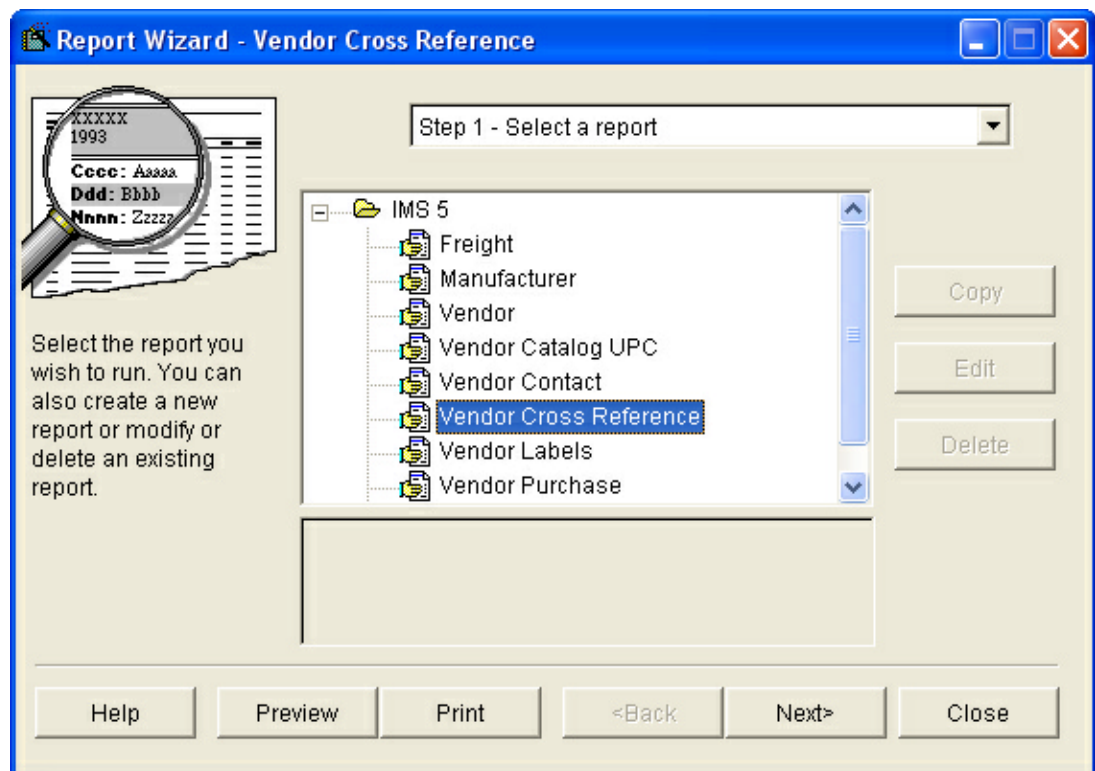 Report Wizard - Vendor Cross Reference
XXXXX
1993
Cccc: Aaaaa
Ddd: Bbbb
Nnnn: Zzzzz
Step 1 - Select a report
IMS 5
Freight
Manufacturer
Vendor
Vendor Catalog UPC
Vendor Contact
Vendor Cross Reference
Vendor Labels
Vendor Purchase
Select the report you
wish to run. You can
also create a new
report or modify or
delete an existing
report.
Copy
Edit
Delete
Help
Preview
Print
<Back
Next>
Close